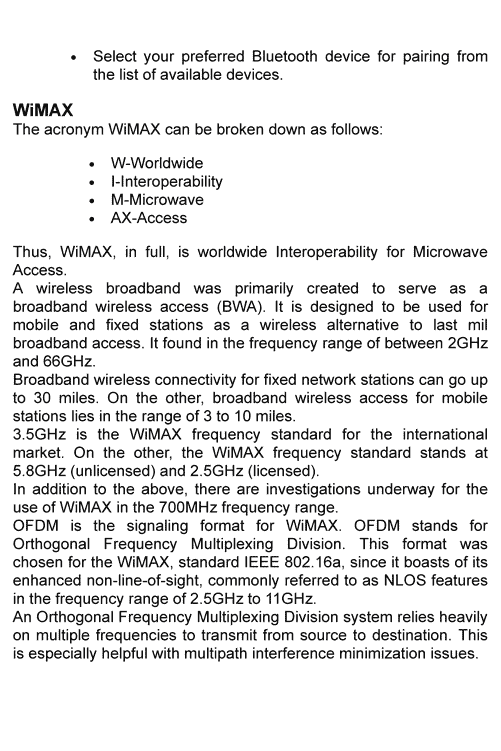 • Select your preferred Bluetooth device for pairing from
the list of available devices.
WiMAX
The acronym WiMAX can be broken down as follows:
• W-Worldwide
• I-Interoperability
• M-Microwave
• AX-Access
Thus, WiMAX, in full, is worldwide Interoperability for Microwave
Access.
A wireless broadband was primarily created to serve as a
broadband wireless access (BWA). It is designed to be used for
mobile and fixed stations as a wireless alternative to last mil
broadband access. It found in the frequency range of between 2GHz
and 66GHz.
Broadband wireless connectivity for fixed network stations can go up
to 30 miles. On the other, broadband wireless access for mobile
stations lies in the range of 3 to 10 miles.
3.5GHz is the WiMAX frequency standard for the international
market. On the other, the WiMAX frequency standard stands at
5.8GHz (unlicensed) and 2.5GHz (licensed).
In addition to the above, there are investigations underway for the
use of WiMAX in the 700MHz frequency range.
OFDM is the signaling format for WiMAX. OFDM stands for
Orthogonal Frequency Multiplexing Division. This format was
chosen for the WiMAX, standard IEEE 802.16a, since it boasts of its
enhanced non-line-of-sight, commonly referred to as NLOS features
in the frequency range of 2.5GHz to 11GHz.
An Orthogonal Frequency Multiplexing Division system relies heavily
on multiple frequencies to transmit from source to destination. This
is especially helpful with multipath interference minimization issues.